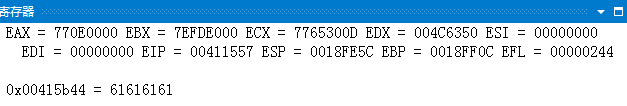 寄存器
EAX = 770E0000 EBX = 7EFDE000 ECX = 7765300D EDX = 004C6350 ESI = 00000000
EDI = 00000000 EIP = 00411557 ESP = 0018FE5C EBP = 0018FF0C EFL = 00000244
0x00415b44 = 61616161